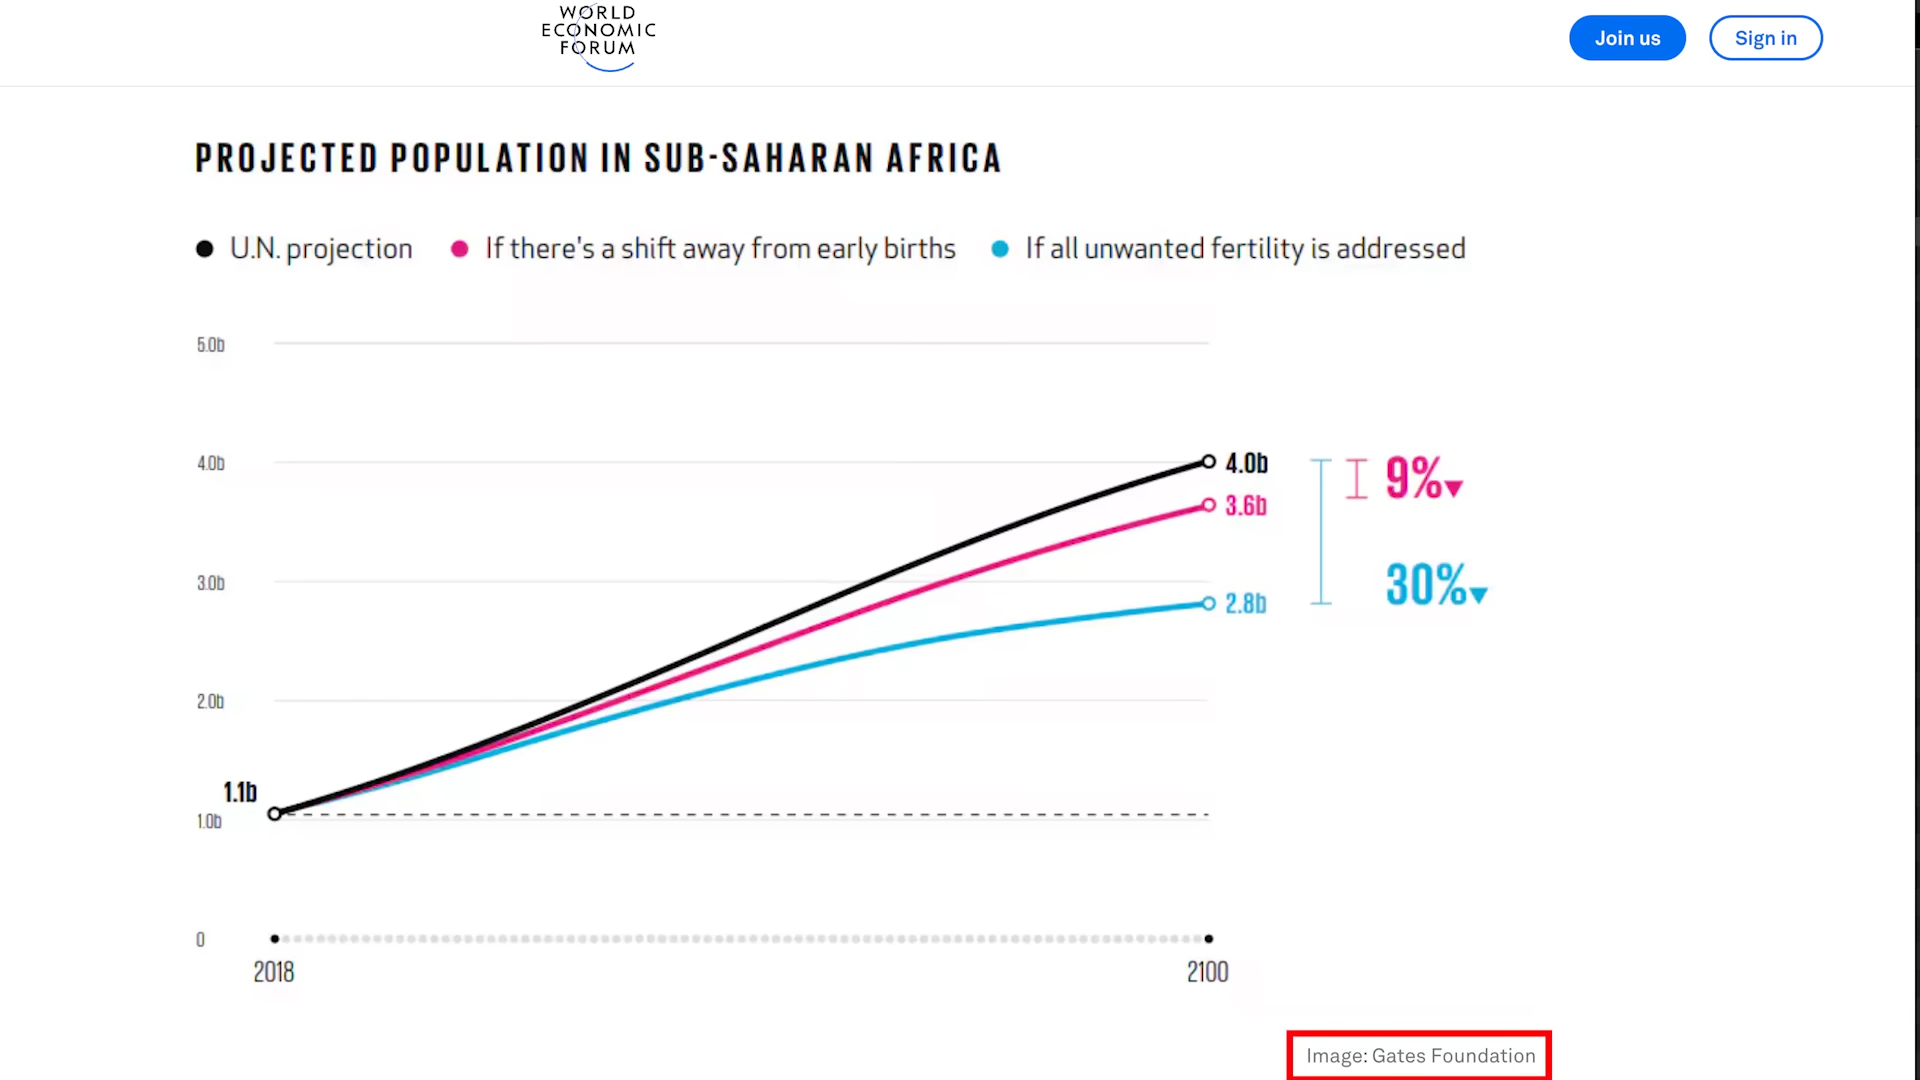 WORLD
ECONOMIC
FORUM
Join us
Sign in
PROJECTED POPULATION IN SUB-SAHARAN AFRICA
U.N. projection
If there's a shift away from early births
If all unwanted fertility is addressed
5.0b
4.0b
4.0b
9%
3.6b
3.0b
30%
2.8b
2.0b
1.1b
1.0b
0
2018
2100
Image: Gates Foundation